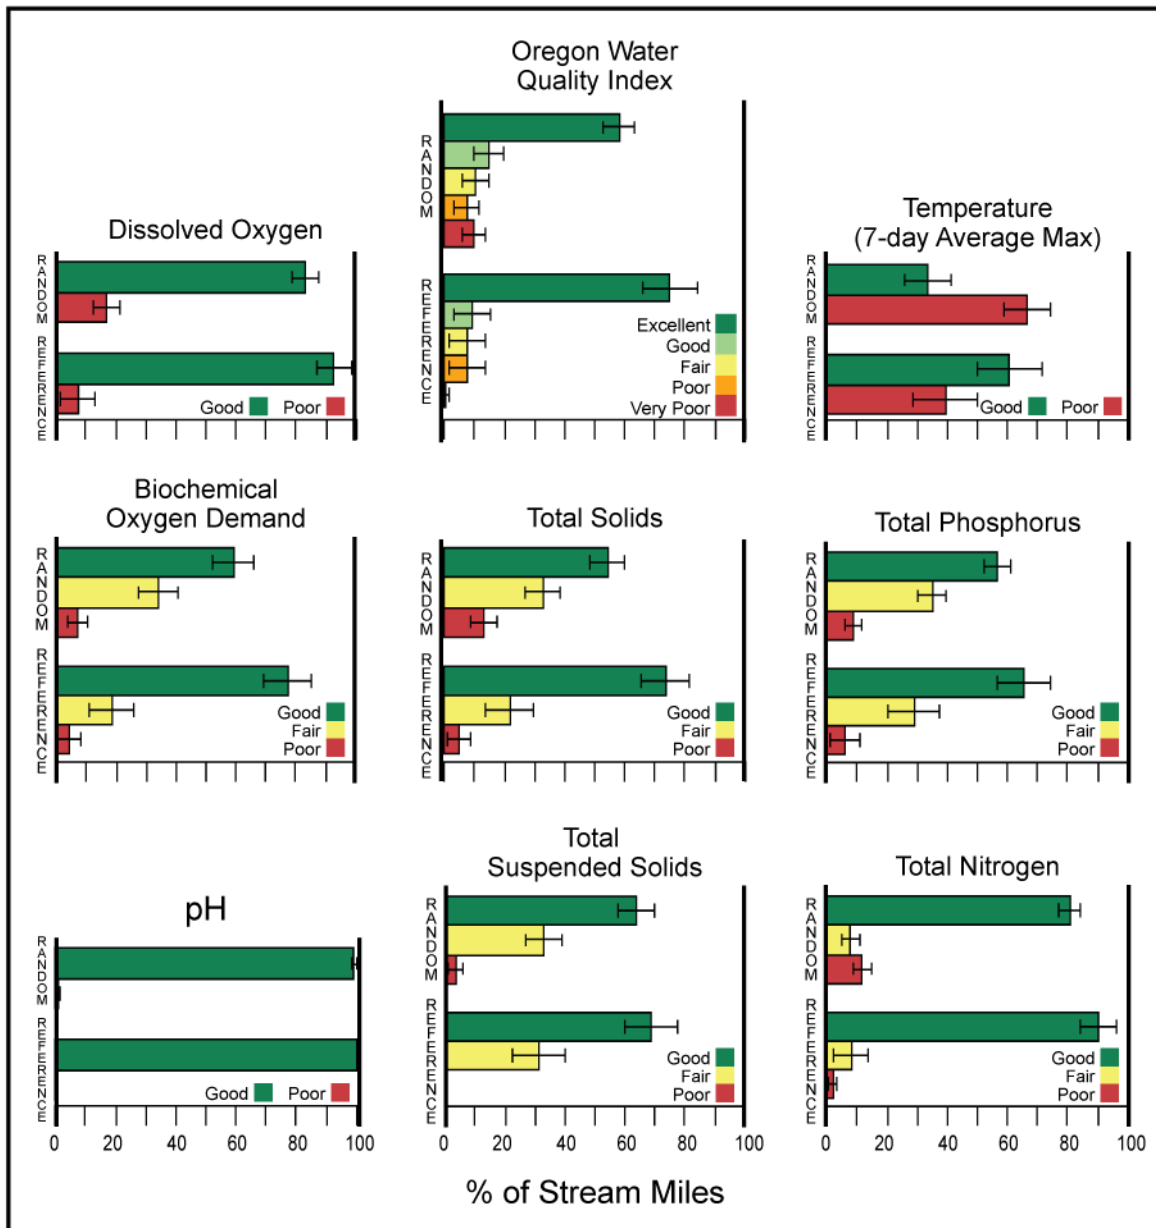 Oregon Water
Quality Index
RANDOM
REFERENCE
Excellent
Good
Fair
Poor
Very Poor
Dissolved Oxygen
RANDOM
REFERENCE
Good Poor
Temperature
(7-day Average Max)
RANDOM
REFERENCE
Good Poor
Biochemical
Oxygen Demand
RANDOM
REFERENCE
Good
Fair
Poor
Total Solids
RANDOM
REFERENCE
Good
Fair
Poor
Total Phosphorus
RANDOM
REFERENCE
Good
Fair
Poor
pH
RANDOM
REFERENCE
Good Poor
0 20 40 60 80 100
Total
Suspended Solids
RANDOM
REFERENCE
Good
Fair
Poor
0 20 40 60 80 100
Total Nitrogen
RANDOM
REFERENCE
Good
Fair
Poor
0 20 40 60 80 100
% of Stream Miles